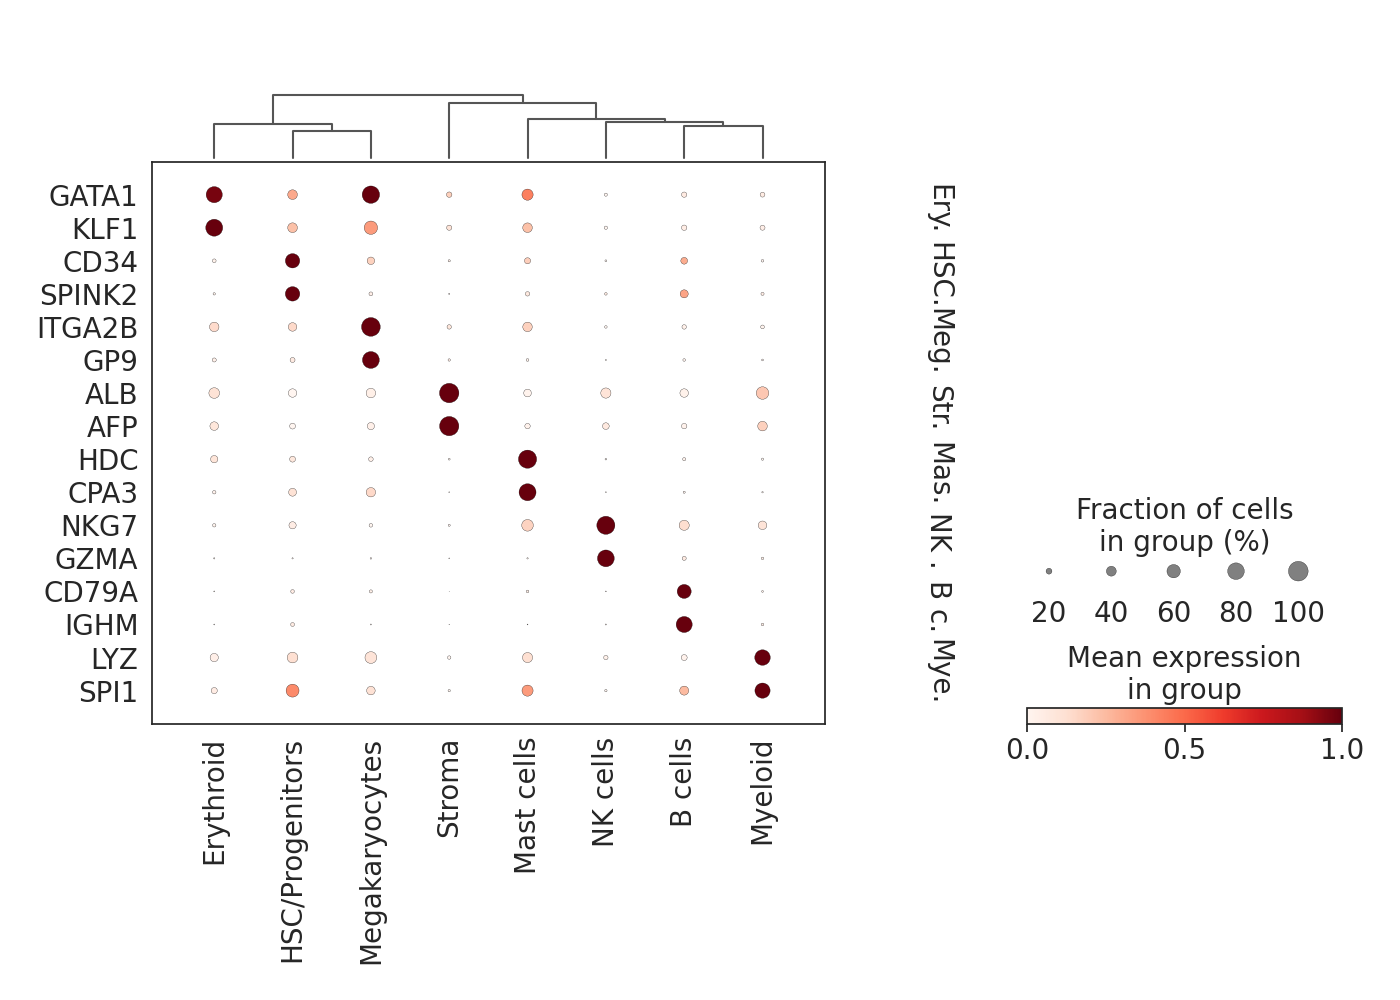 GATA1
KLF1
CD34
SPINK2
ITGA2B
GP9
ALB
AFP
HDC
CPA3
NKG7
GZMA
CD79A
IGHM
LYZ
SPI1
Erythroid
HSC/Progenitors
Megakaryocytes
Stroma
Mast cells
NK cells
B cells
Myeloid
Ery.
HSC.
Meg.
Str.
Mas.
NK .
B c.
Mye.
Fraction of cells
in group (%)
20 40 60 80 100
Mean expression
in group
0.0 0.5 1.0